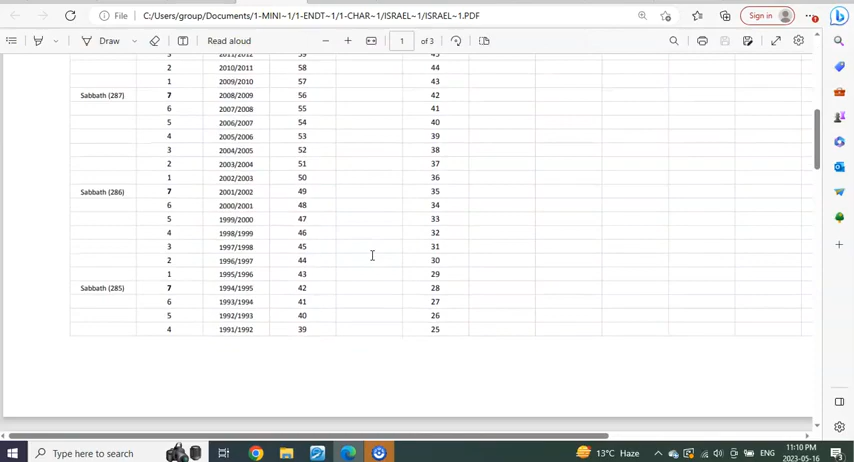 File C:/Users/group/Documents/1-MINI~1/1-ENDT~1/1-CHAR~1/ISRAEL~1/ISRAEL~1.PDF Sign in
Draw Read aloud 1 of 3
2 2010/2011 58 44
1 2009/2010 57 43
Sabbath (287) 7 2008/2009 56 42
6 2007/2008 55 41
5 2006/2007 54 40
4 2005/2006 53 39
3 2004/2005 52 38
2 2003/2004 51 37
1 2002/2003 50 36
Sabbath (286) 7 2001/2002 49 35
6 2000/2001 48 34
5 1999/2000 47 33
4 1998/1999 46 32
3 1997/1998 45 31
2 1996/1997 44 30
1 1995/1996 43 29
Sabbath (285) 7 1994/1995 42 28
6 1993/1994 41 27
5 1992/1993 40 26
4 1991/1992 39 25
Type here to search 13°C Haze ENG 11:10 PM
2023-05-16